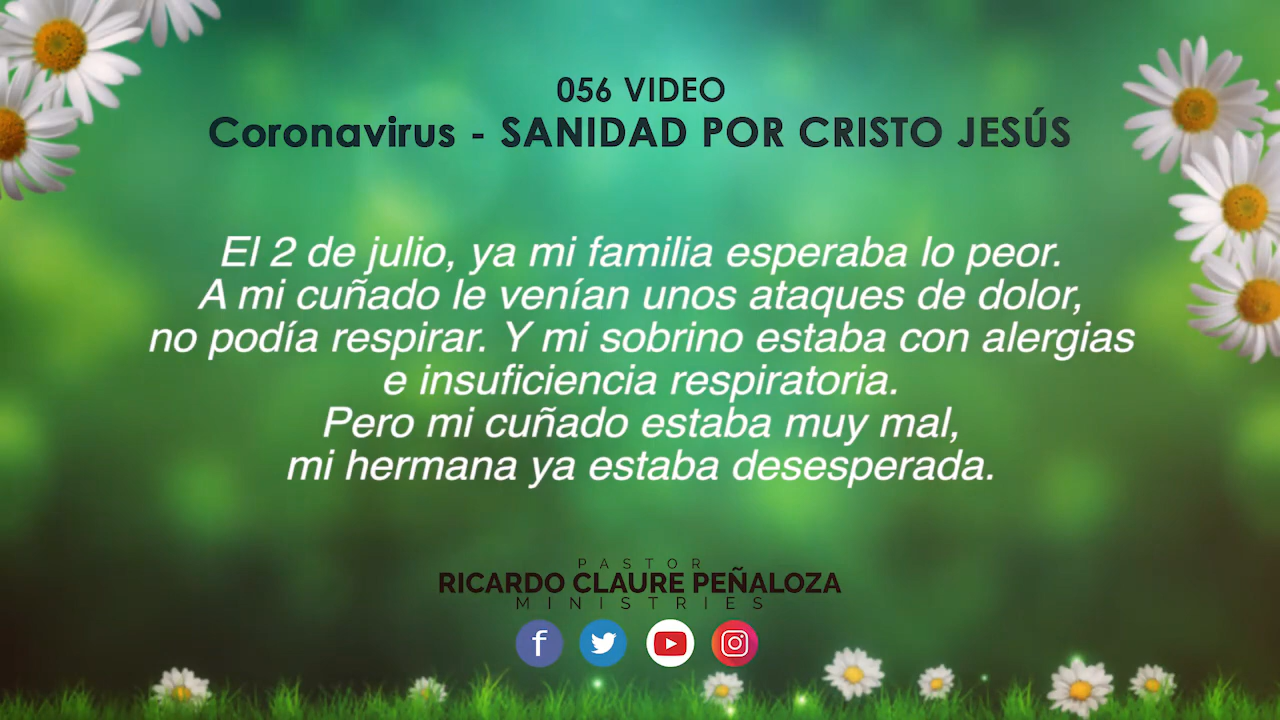 056 VIDEO
Coronavirus - SANIDAD POR CRISTO JESÚS
El 2 de julio, ya mi familia esperaba lo peor.
A mi cuñado le venían unos ataques de dolor,
no podía respirar. Y mi sobrino estaba con alergias
e insuficiencia respiratoria.
Pero mi cuñado estaba muy mal,
mi hermana ya estaba desesperada.
PASTOR
RICARDO CLAURE PEÑALOZA
MINISTRIES